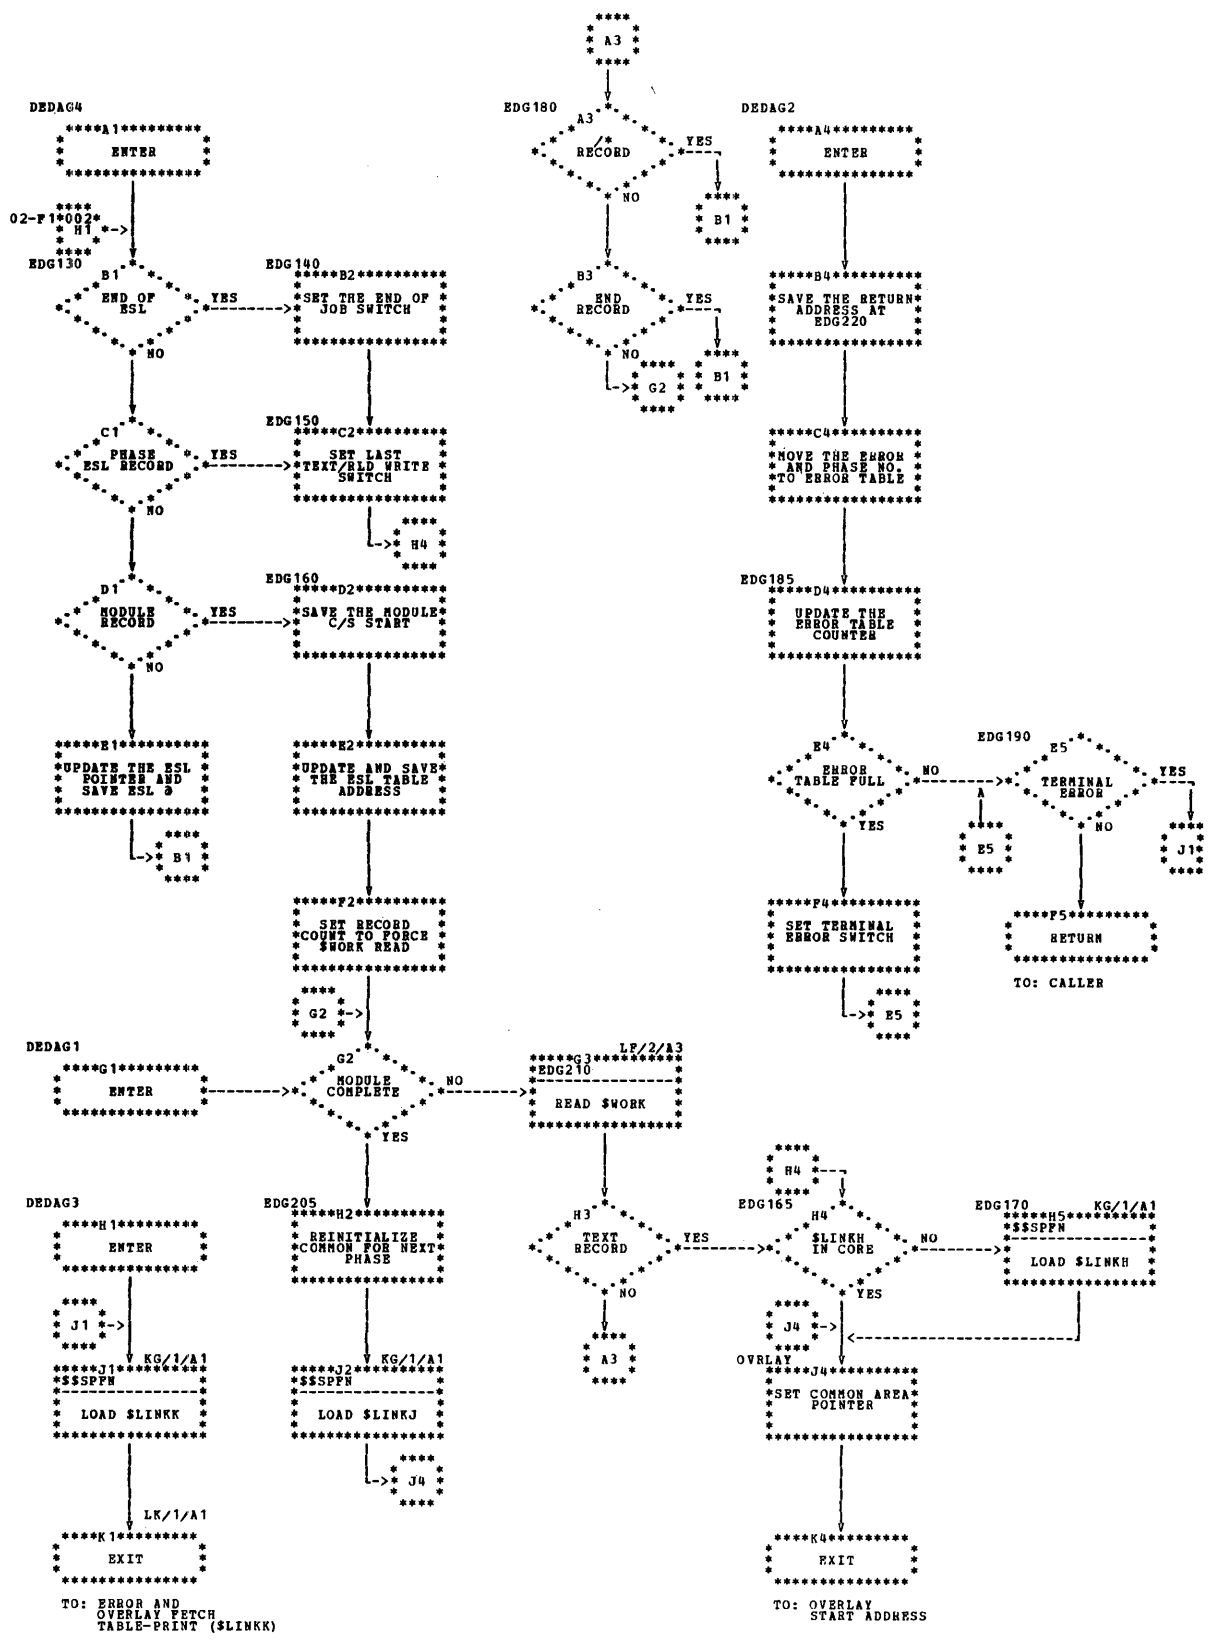 A3
DEDAG4
EDG180
DEDAG2
A1
ENTER
A3
/*
RECORD
YES
NO
A4
ENTER
B1
02-F1*002*
H1
EDG130
B1
END OF
ESL
YES
NO
EDG140
B2
SET THE END OF
JOB SWITCH
B3
END
RECORD
YES
NO
G2
B1
B4
SAVE THE RETURN
ADDRESS AT
EDG220
C1
PHASE
ESL RECORD
YES
NO
EDG150
C2
SET LAST
TEXT/RLD WRITE
SWITCH
H4
C4
MOVE THE ERROR
AND PHASE NO.
TO ERROR TABLE
D1
MODULE
RECORD
YES
NO
EDG160
D2
SAVE THE MODULE
C/S START
EDG185
D4
UPDATE THE
ERROR TABLE
COUNTER
E1
UPDATE THE ESL
POINTER AND
SAVE ESL @
B1
E2
UPDATE AND SAVE
THE ESL TABLE
ADDRESS
E4
ERROR
TABLE FULL
NO
YES
EDG190
E5
TERMINAL
ERROR
YES
NO
A
E5
J1
F2
SET RECORD
COUNT TO FORCE
$WORK READ
F4
SET TERMINAL
ERROR SWITCH
F5
RETURN
TO: CALLER
G2
E5
DEDAG1
G1
ENTER
G2
MODULE
COMPLETE
NO
YES
LF/2/A3
G3
EDG210
READ $WORK
H4
DEDAG3
H1
ENTER
EDG205
H2
REINITIALIZE
COMMON FOR NEXT
PHASE
H3
TEXT
RECORD
YES
NO
EDG165
H4
$LINKH
IN CORE
NO
YES
EDG170
KG/1/A1
H5
$$SPFN
LOAD $LINKH
J1
J4
A3
KG/1/A1
J1
$$SPFN
LOAD $LINKK
KG/1/A1
J2
$$SPFN
LOAD $LINKJ
OVRLAY
J4
SET COMMON AREA
POINTER
J4
LK/1/A1
K1
EXIT
TO: ERROR AND
OVERLAY FETCH
TABLE-PRINT ($LINKK)
K4
EXIT
TO: OVERLAY
START ADDRESS